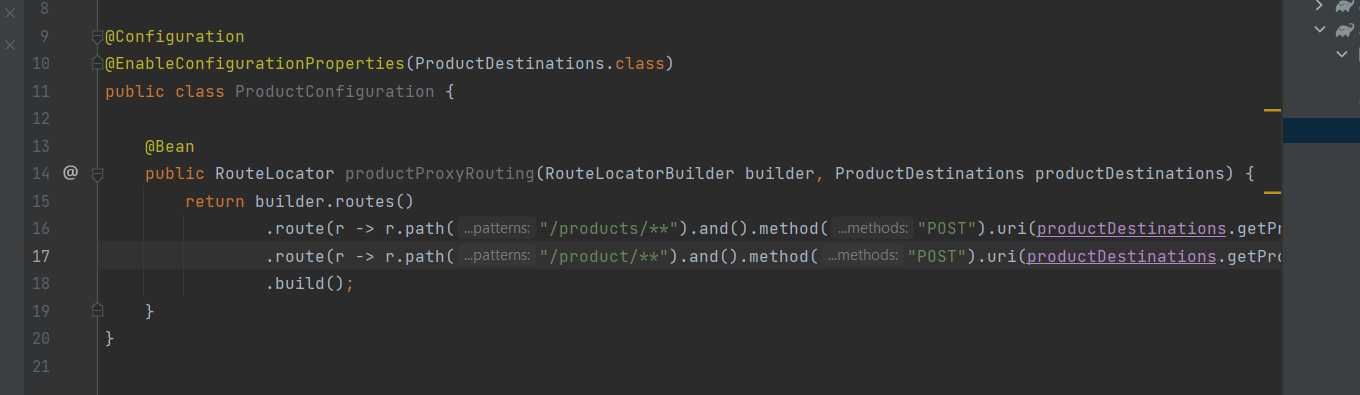 8
9 @Configuration
10 @EnableConfigurationProperties(ProductDestinations.class)
11 public class ProductConfiguration {
12
13 @Bean
14 @ public RouteLocator productProxyRouting(RouteLocatorBuilder builder, ProductDestinations productDestinations) {
15 return builder.routes()
16 .route(r -> r.path( ...patterns: "/products/**").and().method( ...methods: "POST").uri(productDestinations.getPr
17 .route(r -> r.path( ...patterns: "/product/**").and().method( ...methods: "POST").uri(productDestinations.getPro
18 .build();
19 }
20 }
21